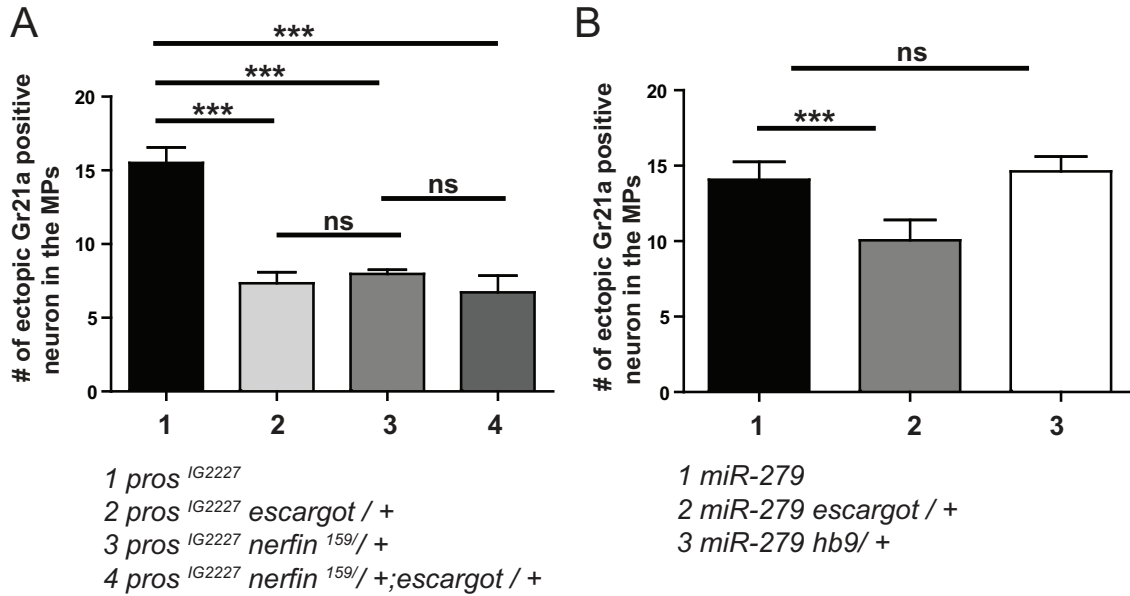 A
***
***
***
ns
ns
# of ectopic Gr21a positive
neuron in the MPs
20
15
10
5
0
1 2 3 4
1 pros IG2227
2 pros IG2227 escargot / +
3 pros IG2227 nerfin 159/ / +
4 pros IG2227 nerfin 159/ / +;escargot / +
B
ns
***
# of ectopic Gr21a positive
neuron in the MPs
20
15
10
5
0
1 2 3
1 miR-279
2 miR-279 escargot / +
3 miR-279 hb9/ +